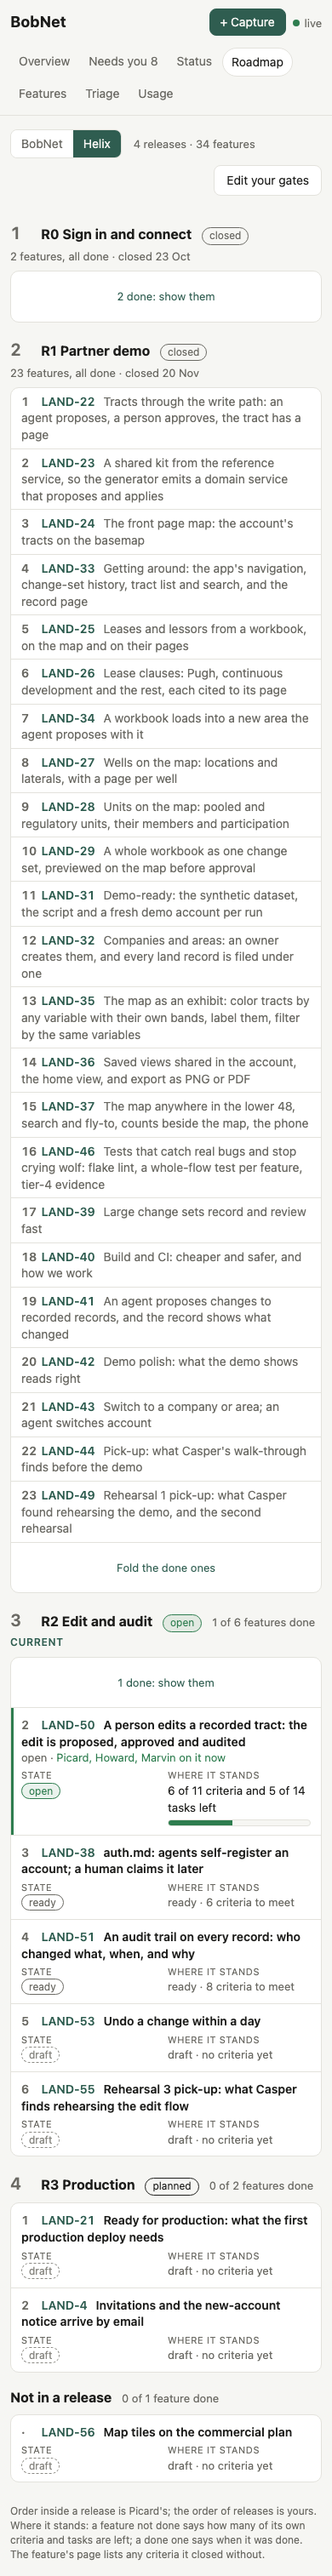 BobNet
+ Capture
live
Overview
Needs you 8
Status
Roadmap
Features
Triage
Usage
BobNet
Helix
4 releases · 34 features
Edit your gates
1 R0 Sign in and connect closed
2 features, all done · closed 23 Oct
2 done: show them
2 R1 Partner demo closed
23 features, all done · closed 20 Nov
1 LAND-22 Tracts through the write path: an
agent proposes, a person approves, the tract has a
page
2 LAND-23 A shared kit from the reference
service, so the generator emits a domain service
that proposes and applies
3 LAND-24 The front page map: the account's
tracts on the basemap
4 LAND-33 Getting around: the app's navigation,
change-set history, tract list and search, and the
record page
5 LAND-25 Leases and lessors from a workbook,
on the map and on their pages
6 LAND-26 Lease clauses: Pugh, continuous
development and the rest, each cited to its page
7 LAND-34 A workbook loads into a new area the
agent proposes with it
8 LAND-27 Wells on the map: locations and
laterals, with a page per well
9 LAND-28 Units on the map: pooled and
regulatory units, their members and participation
10 LAND-29 A whole workbook as one change
set, previewed on the map before approval
11 LAND-31 Demo-ready: the synthetic dataset,
the script and a fresh demo account per run
12 LAND-32 Companies and areas: an owner
creates them, and every land record is filed under
one
13 LAND-35 The map as an exhibit: color tracts by
any variable with their own bands, label them, filter
by the same variables
14 LAND-36 Saved views shared in the account,
the home view, and export as PNG or PDF
15 LAND-37 The map anywhere in the lower 48,
search and fly-to, counts beside the map, the phone
16 LAND-46 Tests that catch real bugs and stop
crying wolf: flake lint, a whole-flow test per feature,
tier-4 evidence
17 LAND-39 Large change sets record and review
fast
18 LAND-40 Build and CI: cheaper and safer, and
how we work
19 LAND-41 An agent proposes changes to
recorded records, and the record shows what
changed
20 LAND-42 Demo polish: what the demo shows
reads right
21 LAND-43 Switch to a company or area; an
agent switches account
22 LAND-44 Pick-up: what Casper's walk-through
finds before the demo
23 LAND-49 Rehearsal 1 pick-up: what Casper
found rehearsing the demo, and the second
rehearsal
Fold the done ones
3 R2 Edit and audit open 1 of 6 features done
CURRENT
1 done: show them
2 LAND-50 A person edits a recorded tract: the
edit is proposed, approved and audited
open · Picard, Howard, Marvin on it now
STATE WHERE IT STANDS
open 6 of 11 criteria and 5 of 14
tasks left
3 LAND-38 auth.md: agents self-register an
account; a human claims it later
STATE WHERE IT STANDS
ready ready · 6 criteria to meet
4 LAND-51 An audit trail on every record: who
changed what, when, and why
STATE WHERE IT STANDS
ready ready · 8 criteria to meet
5 LAND-53 Undo a change within a day
STATE WHERE IT STANDS
draft draft · no criteria yet
6 LAND-55 Rehearsal 3 pick-up: what Casper
finds rehearsing the edit flow
STATE WHERE IT STANDS
draft draft · no criteria yet
4 R3 Production planned 0 of 2 features done
1 LAND-21 Ready for production: what the first
production deploy needs
STATE WHERE IT STANDS
draft draft · no criteria yet
2 LAND-4 Invitations and the new-account
notice arrive by email
STATE WHERE IT STANDS
draft draft · no criteria yet
Not in a release 0 of 1 feature done
· LAND-56 Map tiles on the commercial plan
STATE WHERE IT STANDS
draft draft · no criteria yet
Order inside a release is Picard's; the order of releases is yours.
Where it stands: a feature not done says how many of its own
criteria and tasks are left; a done one says when it was done.
The feature's page lists any criteria it closed without.